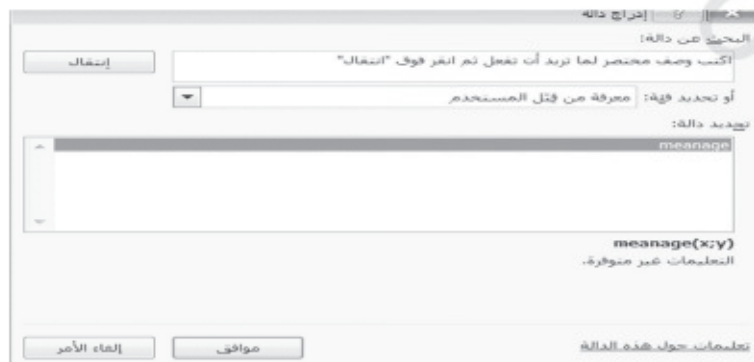 إدراج دالة
البحث عن دالة:
اكتب وصف مختصر لما تريد أن تفعل ثم انقر فوق "انتقال"
إنتقال
أو تحديد فئة: معرفة من قِبَل المستخدم
تحديد دالة:
meanage
meanage(x;y)
التعليمات غير متوفرة.
تعليمات حول هذه الدالة
موافق
إلغاء الأمر